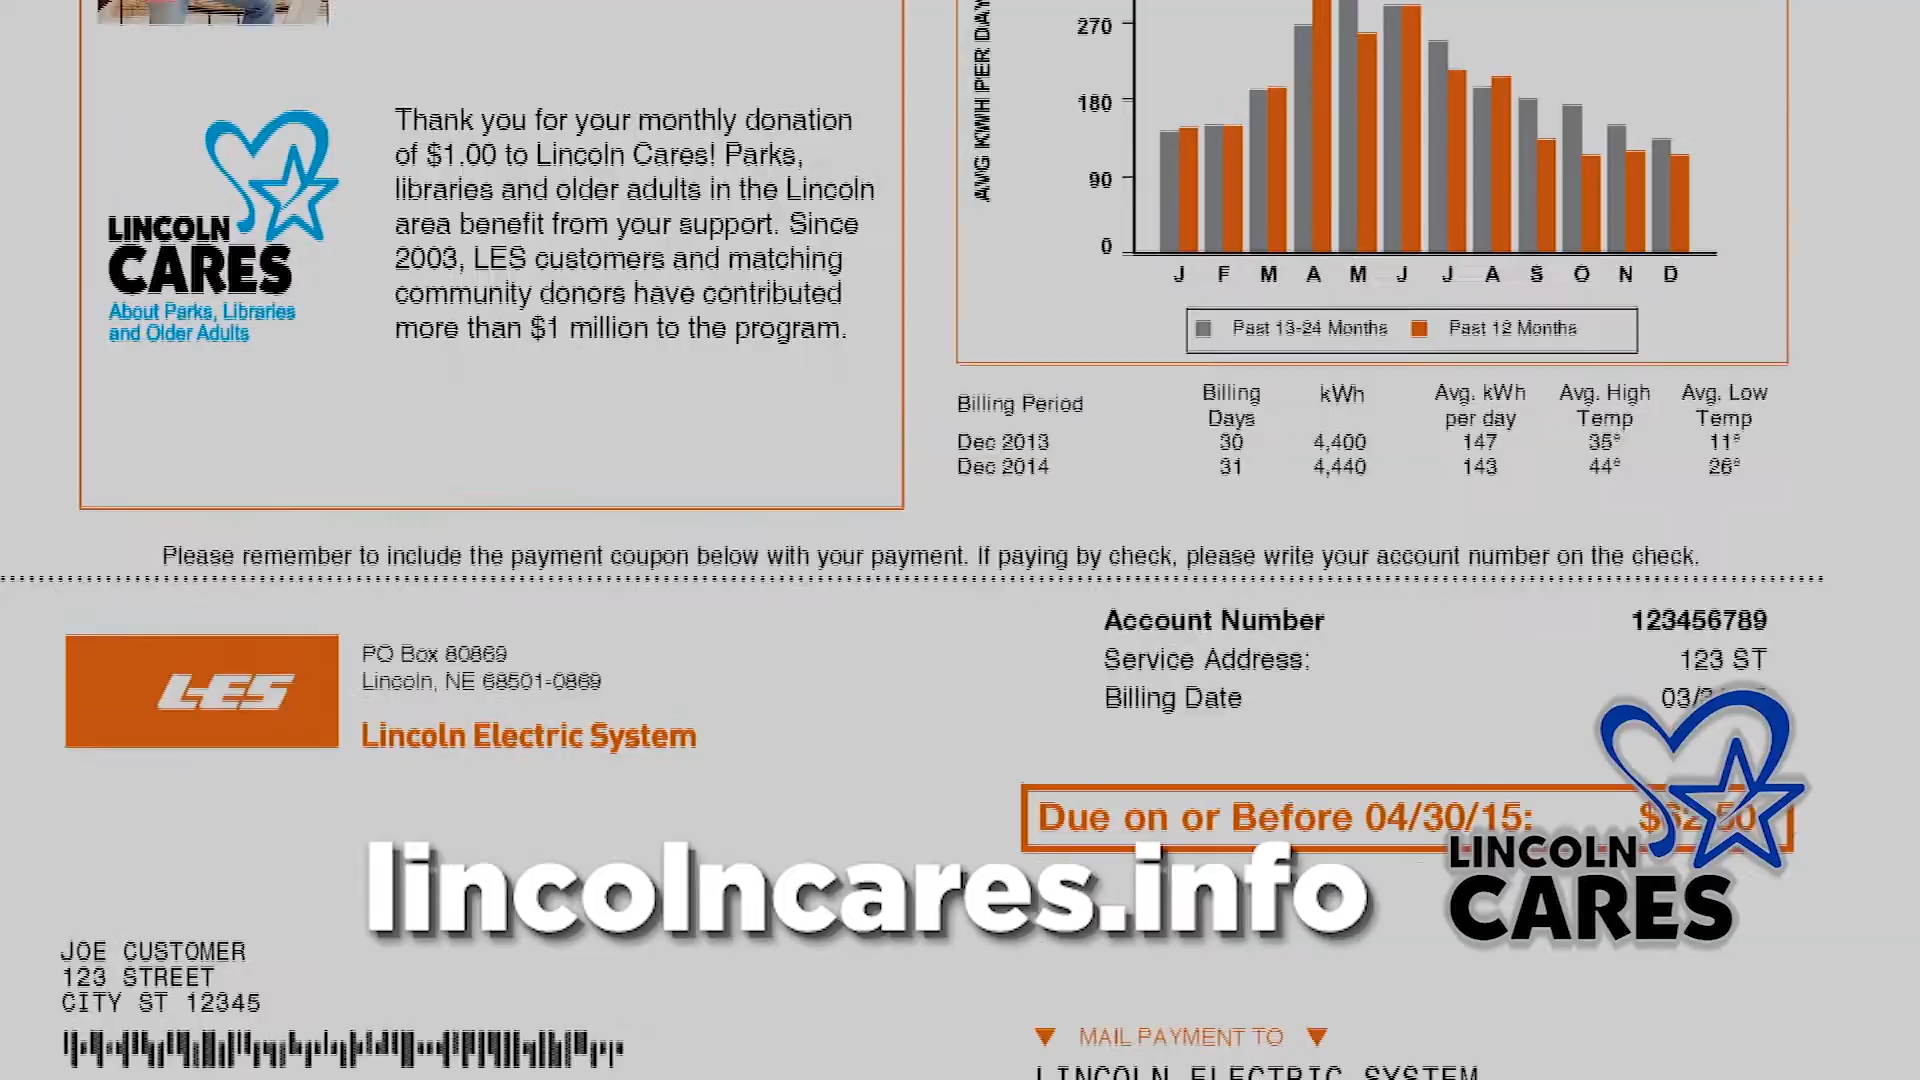 Thank you for your monthly donation
of $1.00 to Lincoln Cares! Parks,
libraries and older adults in the Lincoln
area benefit from your support. Since
2003, LES customers and matching
community donors have contributed
more than $1 million to the program.
LINCOLN
CARES
About Parks, Libraries
and Older Adults
AVG KWH PER DAY
270
180
90
0
J F M A M J J A S O N D
Past 13-24 Months Past 12 Months
Billing Period Billing Days kWh Avg. kWh per day Avg. High Temp Avg. Low Temp
Dec 2013 30 4,400 147 35° 11°
Dec 2014 31 4,440 143 44° 26°
Please remember to include the payment coupon below with your payment. If paying by check, please write your account number on the check.
LES
PO Box 80869
Lincoln, NE 68501-0869
Lincoln Electric System
Account Number 123456789
Service Address: 123 ST
Billing Date
Due on or Before 04/30/15:
lincolncares.info
LINCOLN
CARES
JOE CUSTOMER
123 STREET
CITY ST 12345
MAIL PAYMENT TO
LINCOLN ELECTRIC SYSTEM